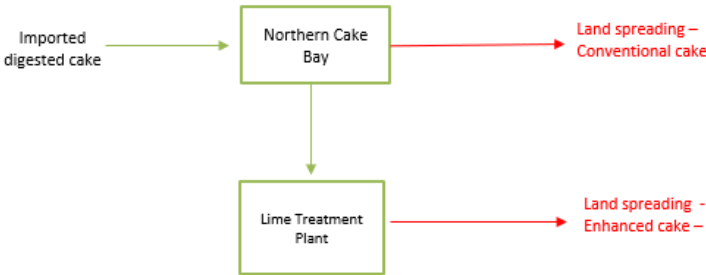 Imported
digested cake
Northern Cake
Bay
Land spreading –
Conventional cake
Lime Treatment
Plant
Land spreading -
Enhanced cake –